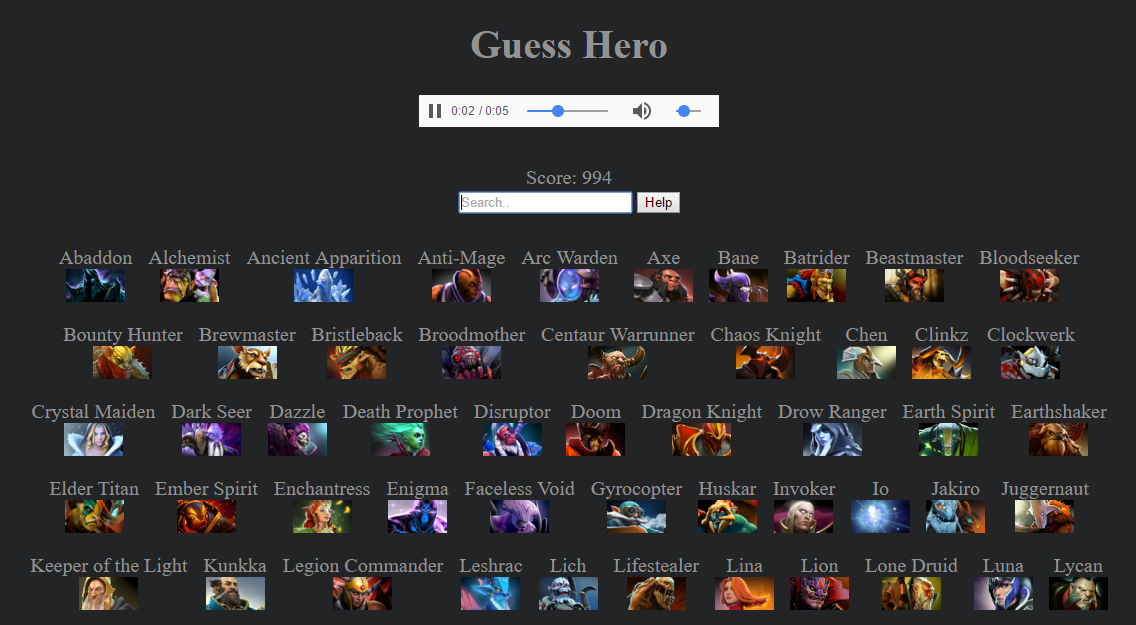 Guess Hero
0:02 / 0:05
Score: 994
Search.. Help
Abaddon Alchemist Ancient Apparition Anti-Mage Arc Warden Axe Bane Batrider Beastmaster Bloodseeker
Bounty Hunter Brewmaster Bristleback Broodmother Centaur Warrunner Chaos Knight Chen Clinkz Clockwerk
Crystal Maiden Dark Seer Dazzle Death Prophet Disruptor Doom Dragon Knight Drow Ranger Earth Spirit Earthshaker
Elder Titan Ember Spirit Enchantress Enigma Faceless Void Gyrocopter Huskar Invoker Io Jakiro Juggernaut
Keeper of the Light Kunkka Legion Commander Leshrac Lich Lifestealer Lina Lion Lone Druid Luna Lycan